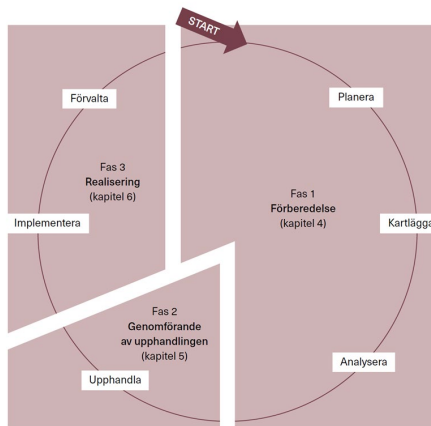 START
Planera
Kartlägga
Analysera
Fas 1
Förberedelse
(kapitel 4)
Fas 2
Genomförande
av upphandlingen
(kapitel 5)
Upphandla
Fas 3
Realisering
(kapitel 6)
Implementera
Förvalta